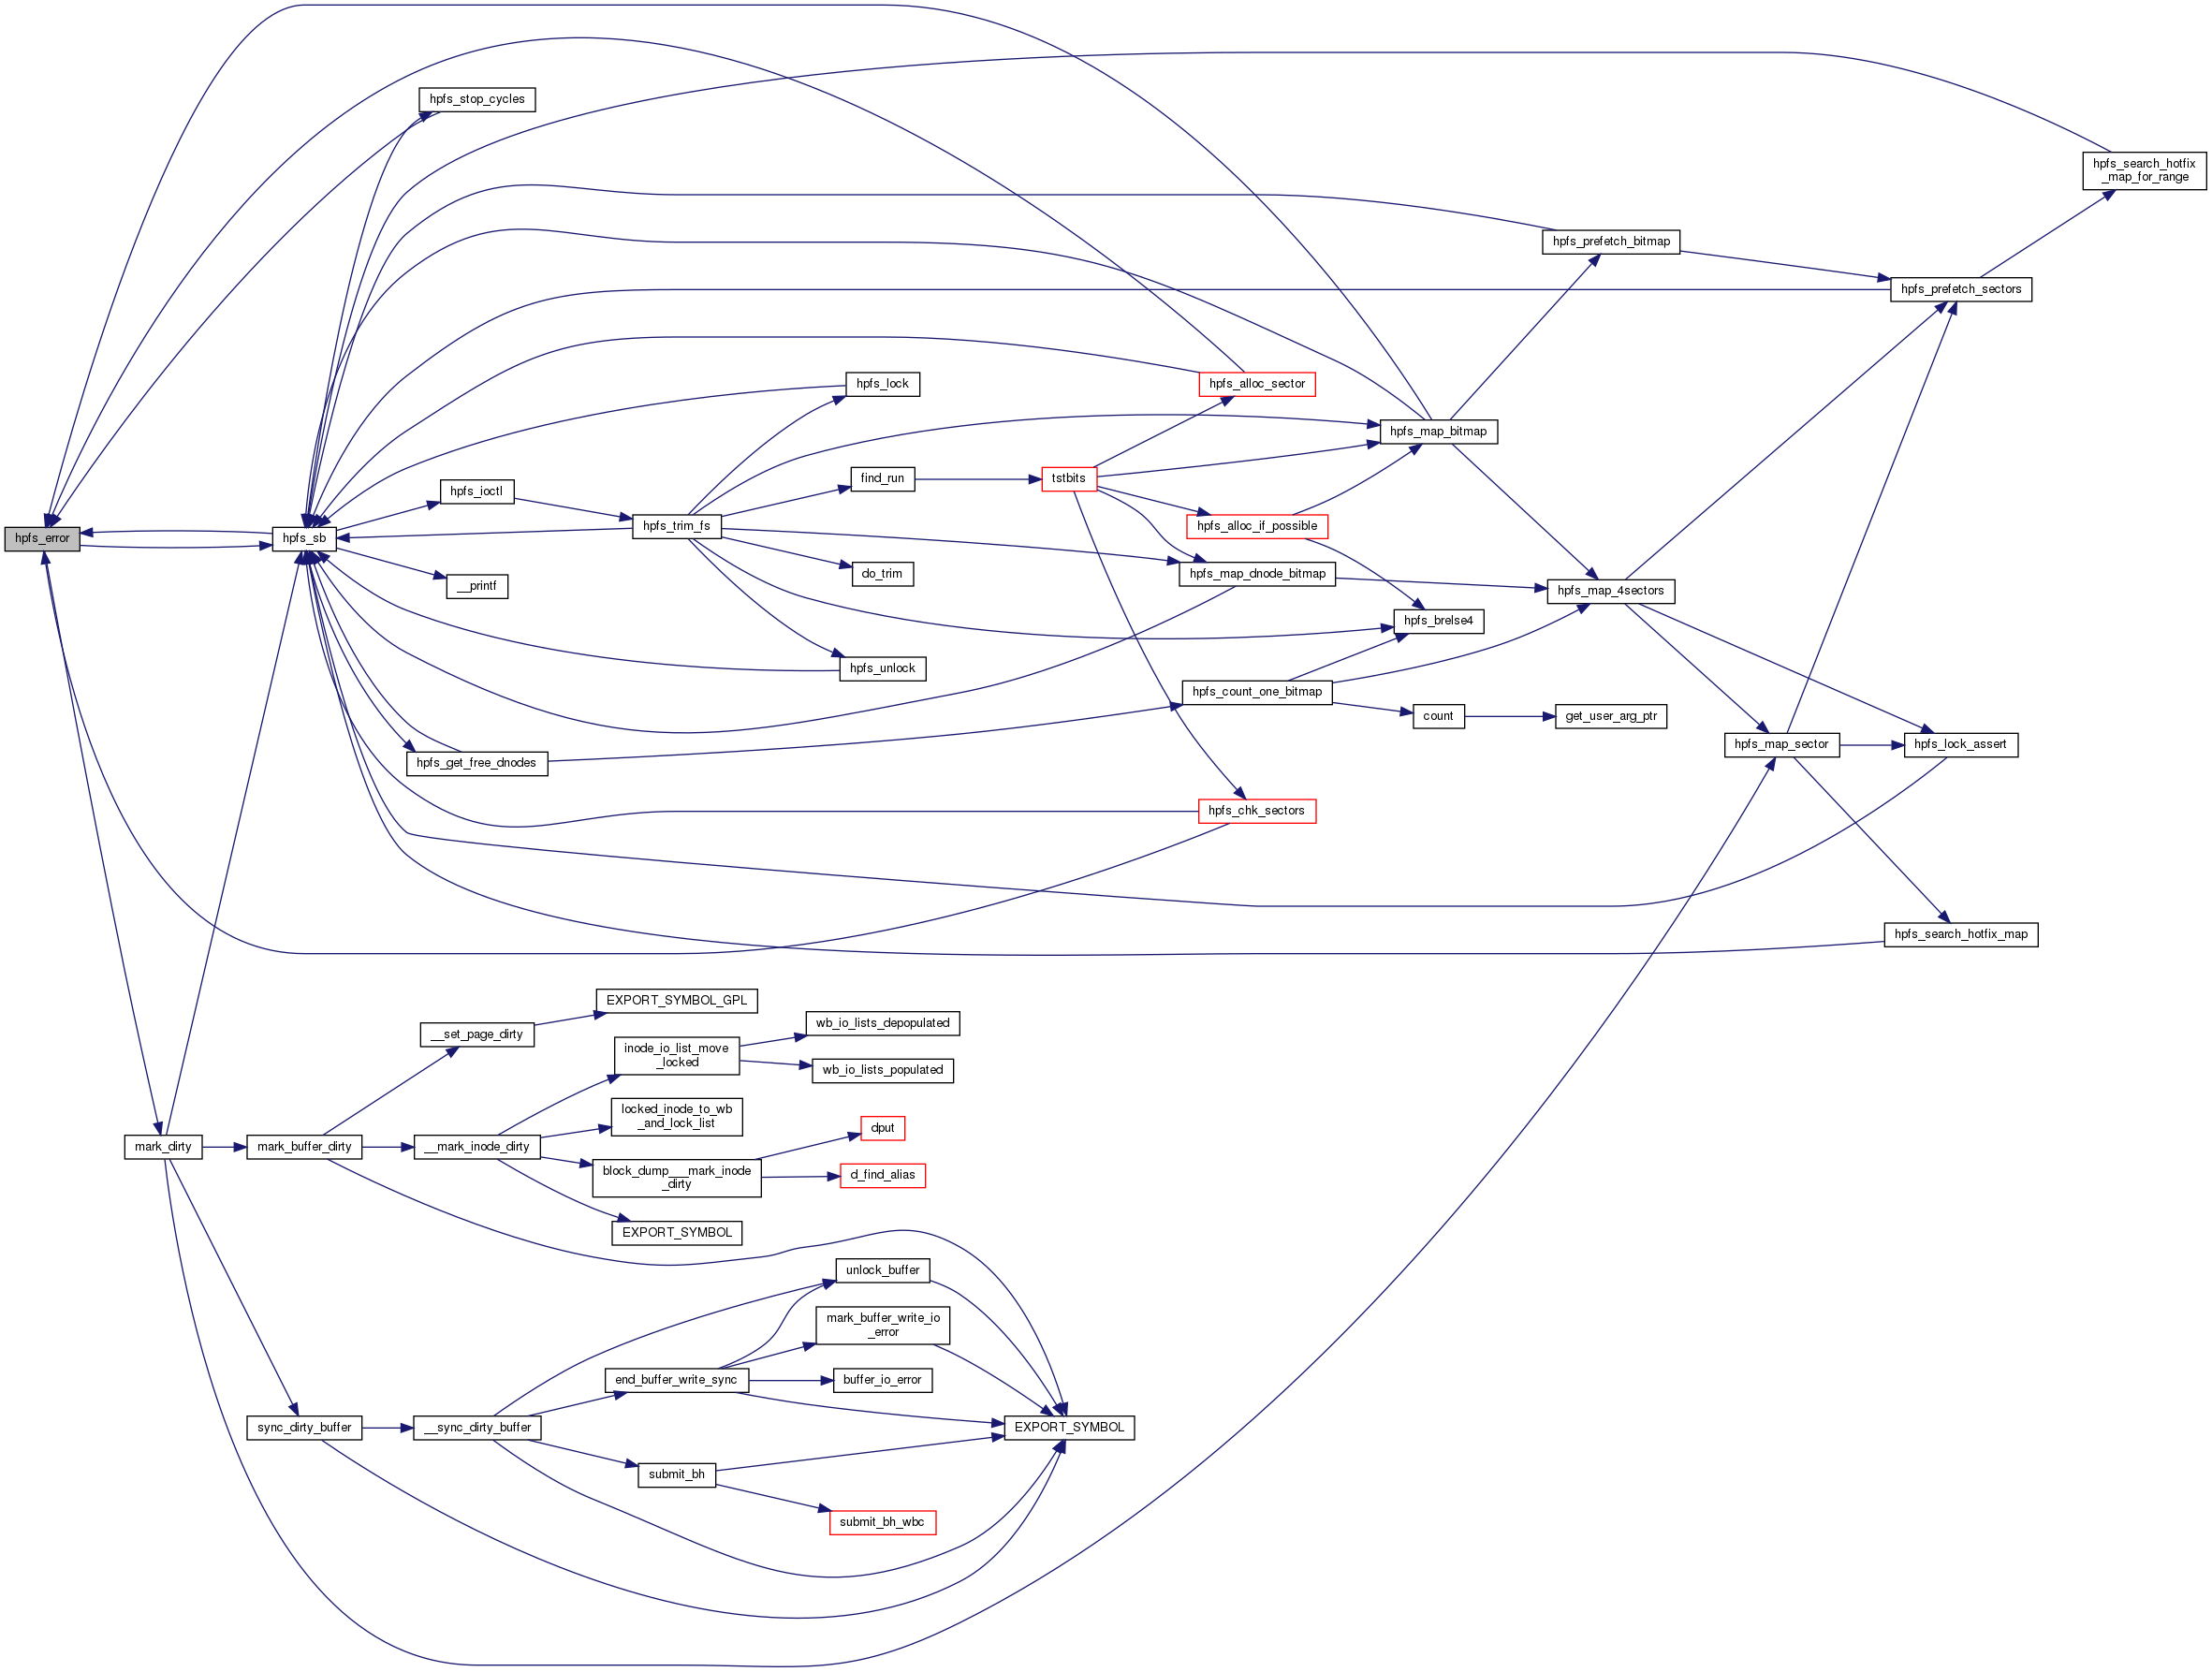 hpfs_stop_cycles
hpfs_search_hotfix
_map_for_range
hpfs_prefetch_bitmap
hpfs_prefetch_sectors
hpfs_lock
hpfs_alloc_sector
hpfs_map_bitmap
find_run
tstbits
hpfs_ioctl
hpfs_trim_fs
hpfs_alloc_if_possible
hpfs_error
hpfs_sb
__printf
do_trim
hpfs_map_dnode_bitmap
hpfs_map_4sectors
hpfs_brelse4
hpfs_unlock
hpfs_count_one_bitmap
count
get_user_arg_ptr
hpfs_map_sector
hpfs_lock_assert
hpfs_get_free_dnodes
hpfs_chk_sectors
hpfs_search_hotfix_map
EXPORT_SYMBOL_GPL
__set_page_dirty
wb_io_lists_depopulated
inode_io_list_move
_locked
wb_io_lists_populated
locked_inode_to_wb
_and_lock_list
dput
mark_dirty
mark_buffer_dirty
__mark_inode_dirty
block_dump___mark_inode
_dirty
d_find_alias
EXPORT_SYMBOL
unlock_buffer
mark_buffer_write_io
_error
end_buffer_write_sync
buffer_io_error
sync_dirty_buffer
__sync_dirty_buffer
EXPORT_SYMBOL
submit_bh
submit_bh_wbc